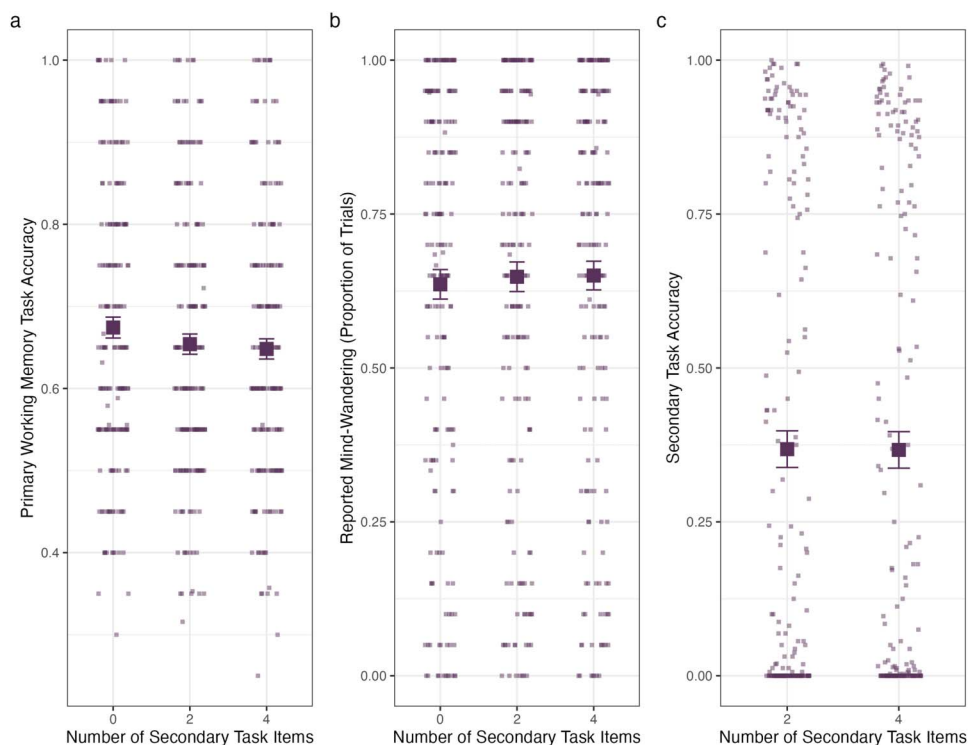 a
Primary Working Memory Task Accuracy
1.0
0.8
0.6
0.4
0
2
4
Number of Secondary Task Items
b
Reported Mind-Wandering (Proportion of Trials)
1.00
0.75
0.50
0.25
0.00
0
2
4
Number of Secondary Task Items
c
Secondary Task Accuracy
1.00
0.75
0.50
0.25
0.00
2
4
Number of Secondary Task Items